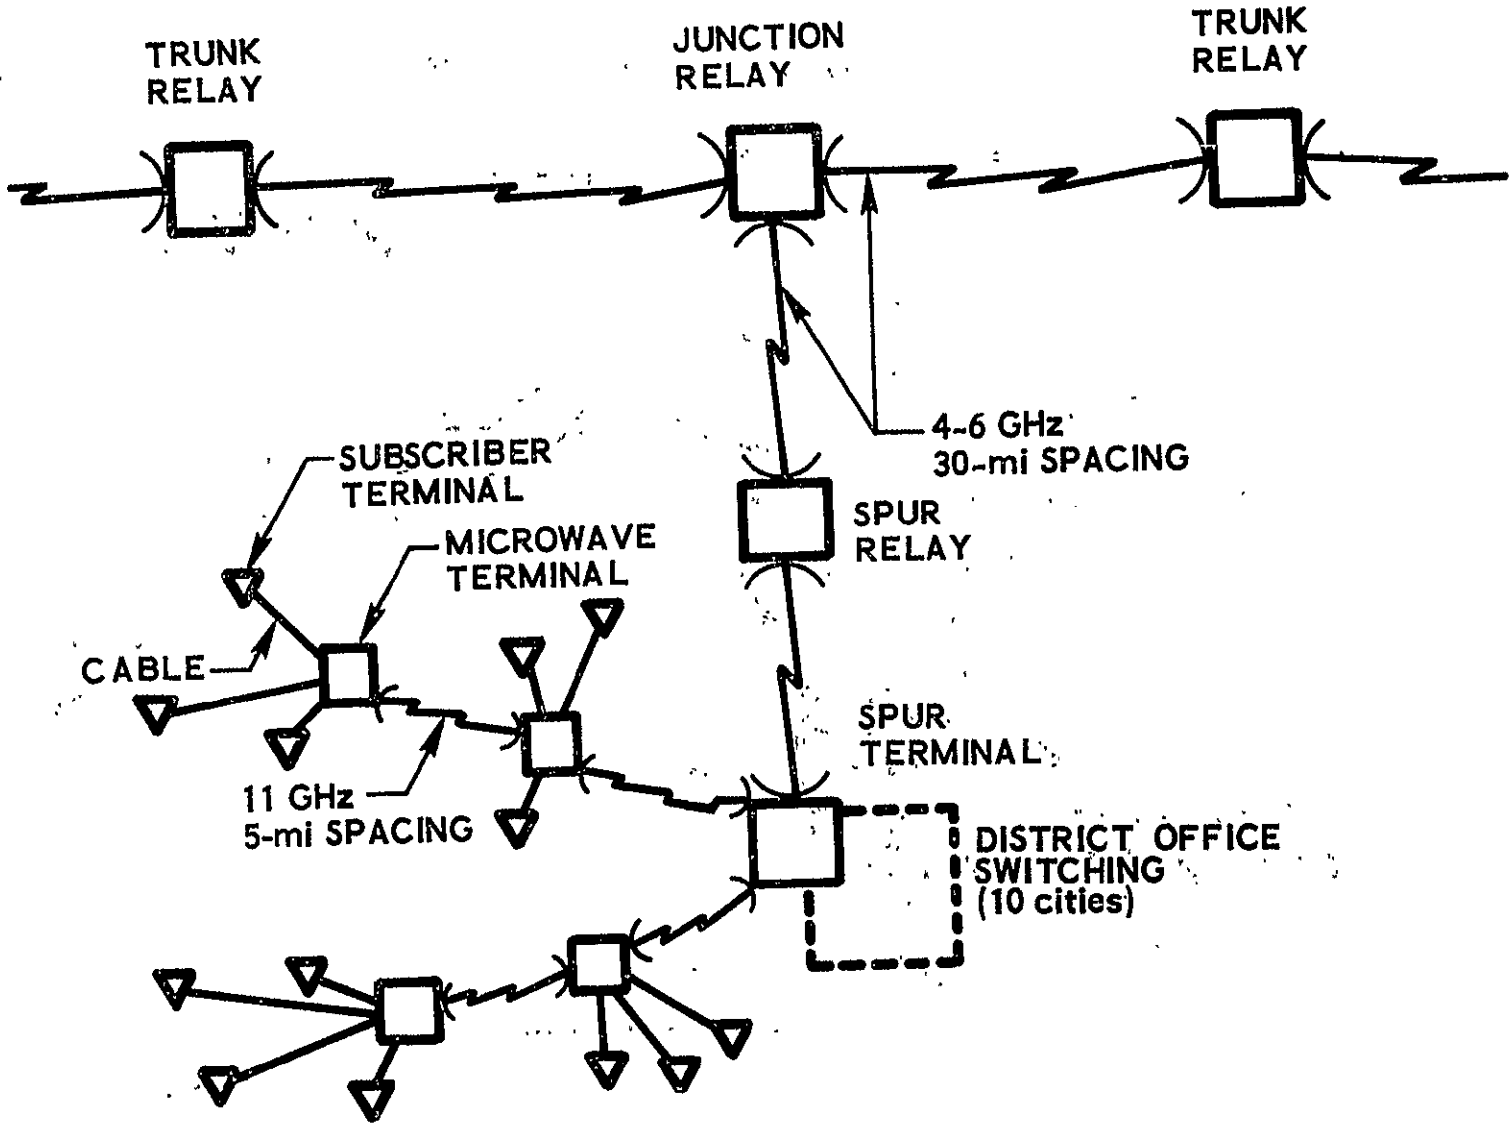 TRUNK
RELAY
JUNCTION
RELAY
TRUNK
RELAY
4-6 GHz
30-mi SPACING
SUBSCRIBER
TERMINAL
MICROWAVE
TERMINAL
SPUR
RELAY
CABLE
SPUR
TERMINAL
11 GHz
5-mi SPACING
DISTRICT OFFICE
SWITCHING
(10 cities)